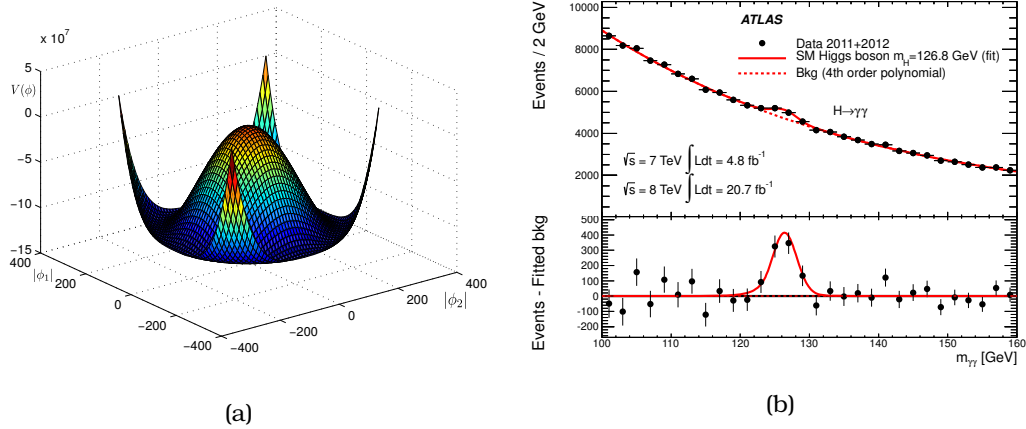 x 10⁷
5
V(ϕ)
0
−5
−10
−15
400
200
0
−200
−400
|ϕ₁|
−400
−200
0
200
400
|ϕ₂|
(a)
Events / 2 GeV
10000
8000
6000
4000
2000
ATLAS
Data 2011+2012
SM Higgs boson m_H=126.8 GeV (fit)
Bkg (4th order polynomial)
H→γγ
√s = 7 TeV ∫ Ldt = 4.8 fb⁻¹
√s = 8 TeV ∫ Ldt = 20.7 fb⁻¹
Events - Fitted bkg
500
400
300
200
100
0
-100
-200
100
110
120
130
140
150
160
m_γγ [GeV]
(b)